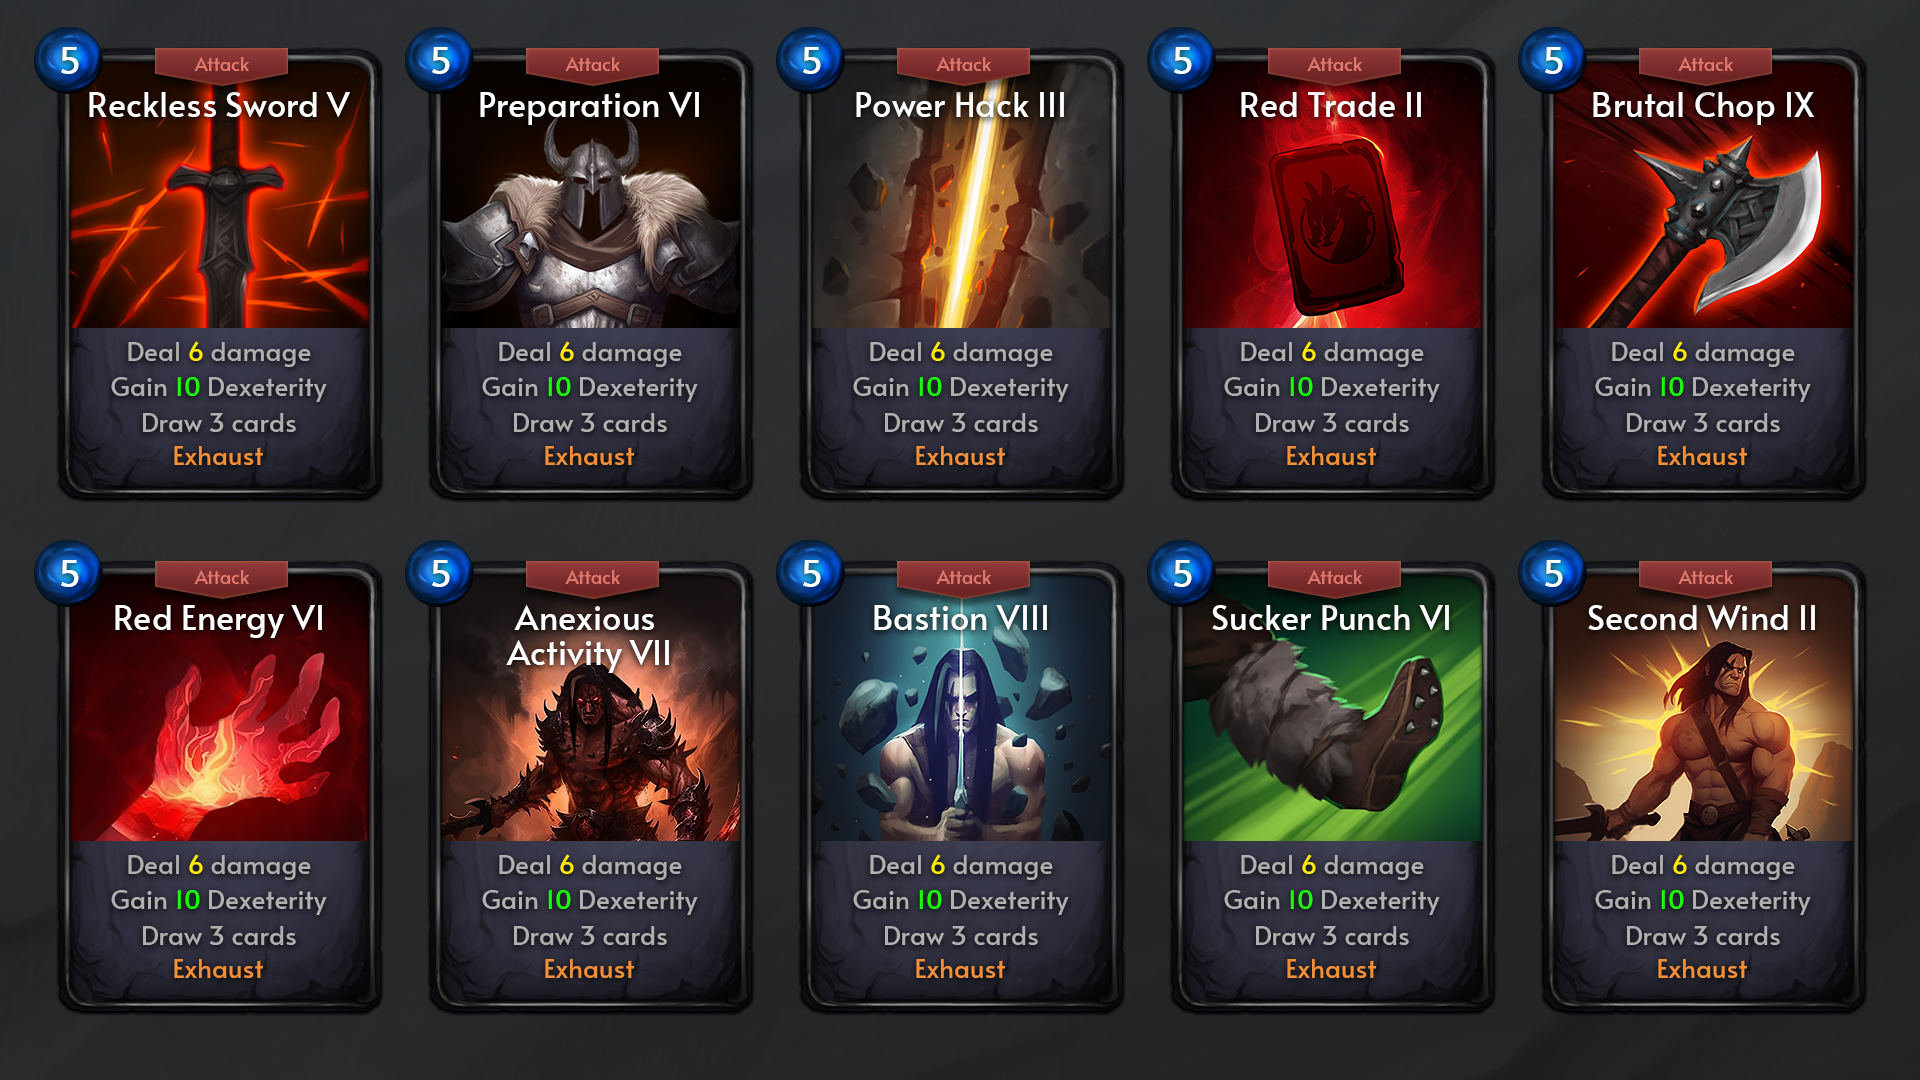 5
Attack
Reckless Sword V
Deal 6 damage
Gain 10 Dexeterity
Draw 3 cards
Exhaust
5
Attack
Preparation VI
Deal 6 damage
Gain 10 Dexeterity
Draw 3 cards
Exhaust
5
Attack
Power Hack III
Deal 6 damage
Gain 10 Dexeterity
Draw 3 cards
Exhaust
5
Attack
Red Trade II
Deal 6 damage
Gain 10 Dexeterity
Draw 3 cards
Exhaust
5
Attack
Brutal Chop IX
Deal 6 damage
Gain 10 Dexeterity
Draw 3 cards
Exhaust
5
Attack
Red Energy VI
Deal 6 damage
Gain 10 Dexeterity
Draw 3 cards
Exhaust
5
Attack
Anexious
Activity VII
Deal 6 damage
Gain 10 Dexeterity
Draw 3 cards
Exhaust
5
Attack
Bastion VIII
Deal 6 damage
Gain 10 Dexeterity
Draw 3 cards
Exhaust
5
Attack
Sucker Punch VI
Deal 6 damage
Gain 10 Dexeterity
Draw 3 cards
Exhaust
5
Attack
Second Wind II
Deal 6 damage
Gain 10 Dexeterity
Draw 3 cards
Exhaust